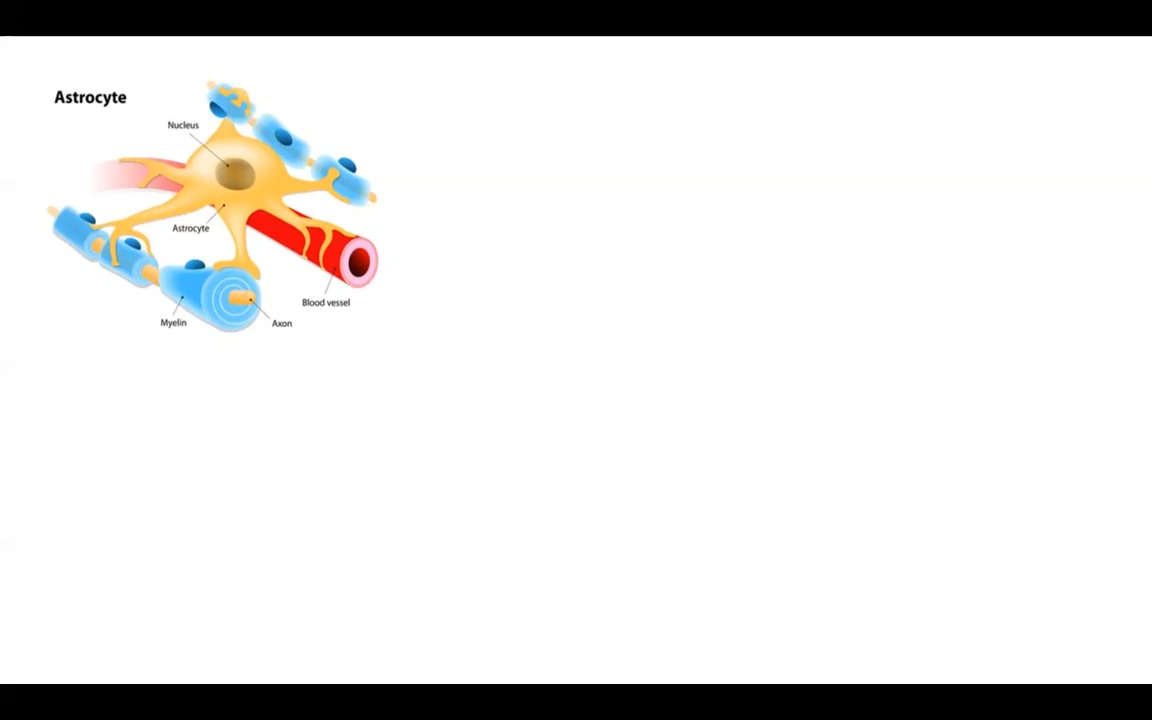 Astrocyte
Nucleus
Astrocyte
Blood vessel
Myelin
Axon